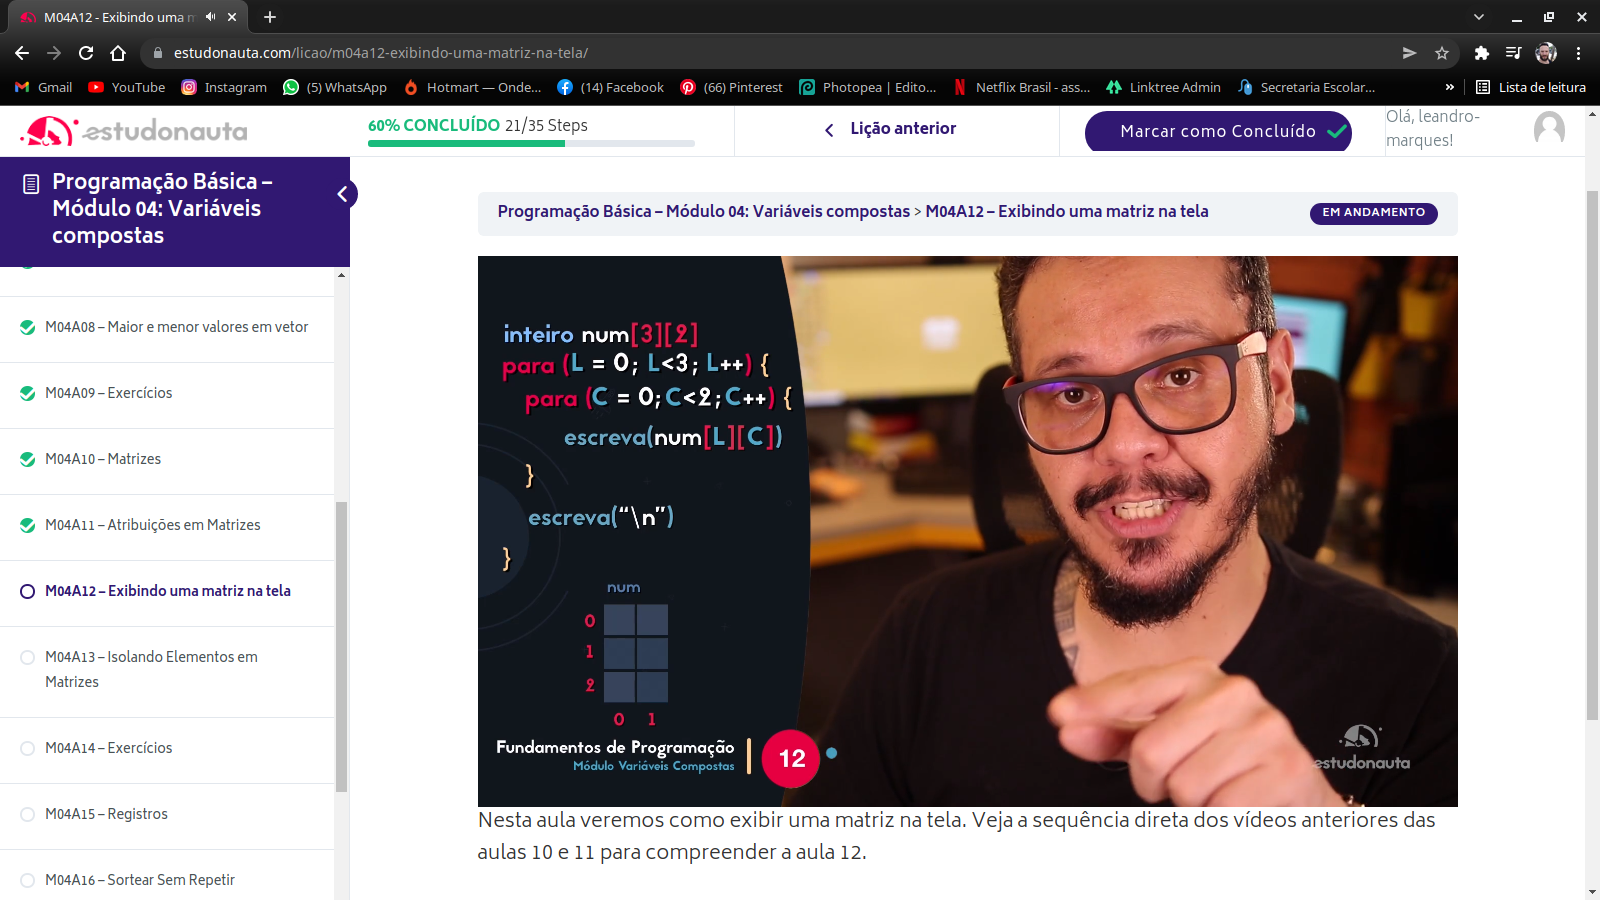 M04A12 - Exibindo uma m
estudonauta.com/licao/m04a12-exibindo-uma-matriz-na-tela/
Gmail
YouTube
Instagram
(5) WhatsApp
Hotmart — Onde...
(14) Facebook
(66) Pinterest
Photopea | Edito...
Netflix Brasil - ass...
Linktree Admin
Secretaria Escolar...
»
Lista de leitura
estudonauta
60% CONCLUÍDO 21/35 Steps
Lição anterior
Marcar como Concluído
Olá, leandro-
marques!
Programação Básica –
Módulo 04: Variáveis
compostas
M04A08 – Maior e menor valores em vetor
M04A09 – Exercícios
M04A10 – Matrizes
M04A11 – Atribuições em Matrizes
M04A12 – Exibindo uma matriz na tela
M04A13 – Isolando Elementos em
Matrizes
M04A14 – Exercícios
M04A15 – Registros
M04A16 – Sortear Sem Repetir
Programação Básica – Módulo 04: Variáveis compostas > M04A12 – Exibindo uma matriz na tela
EM ANDAMENTO
inteiro num[3][2]
para (L = 0; L<3; L++) {
para (C = 0; C<2; C++) {
escreva(num[L][C])
}
escreva(“\n”)
}
num
0
1
2
0 1
Fundamentos de Programação
Módulo Variáveis Compostas
12
estudonauta
Nesta aula veremos como exibir uma matriz na tela. Veja a sequência direta dos vídeos anteriores das
aulas 10 e 11 para compreender a aula 12.